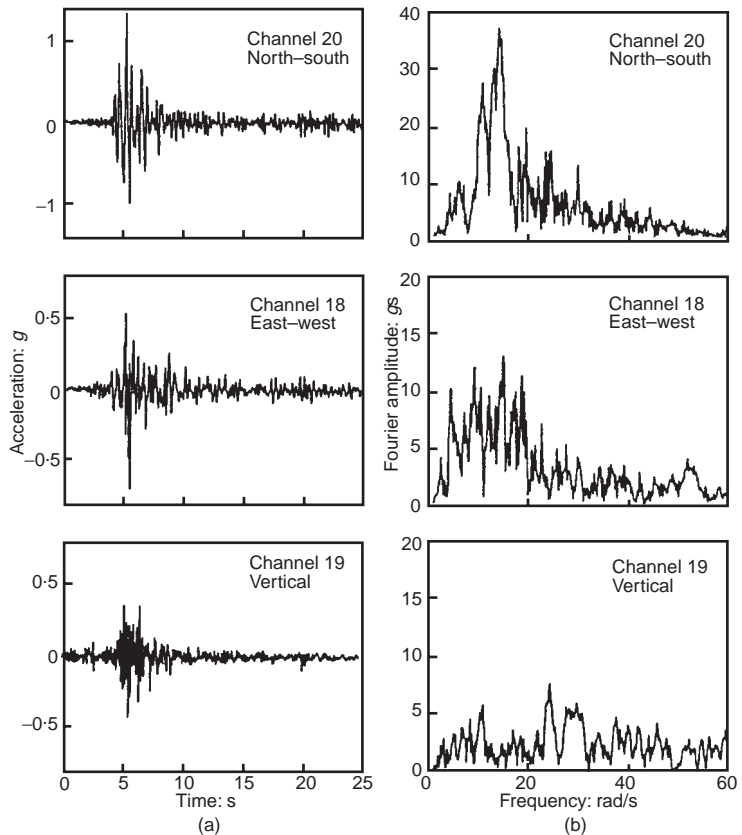 Channel 20
North–south
1
0
−1
Channel 18
East–west
0·5
0
−0·5
Acceleration: g
Channel 19
Vertical
0·5
0
−0·5
0 5 10 15 20 25
Time: s
(a)
Channel 20
North–south
40
30
20
10
0
Channel 18
East–west
20
15
10
5
0
Fourier amplitude: gs
Channel 19
Vertical
20
15
10
5
0
0 20 40 60
Frequency: rad/s
(b)